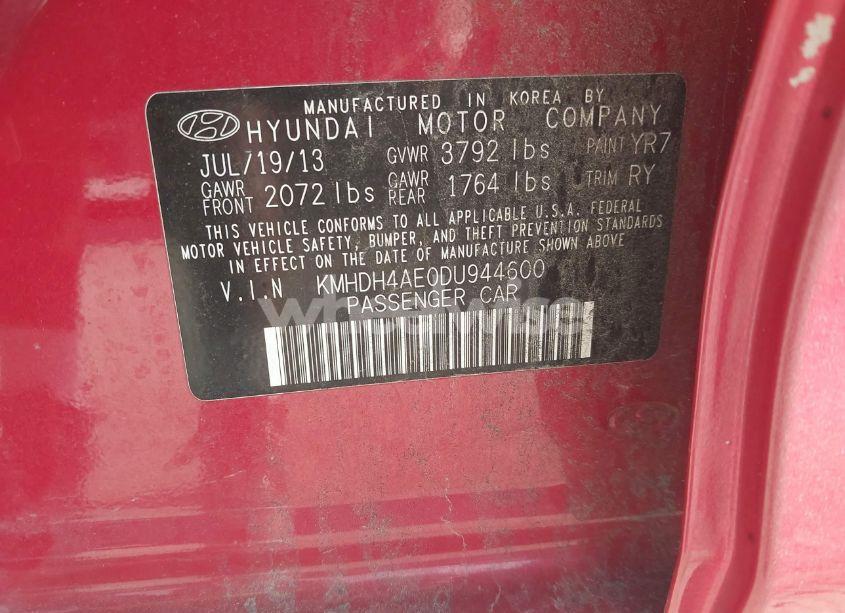 MANUFACTURED IN KOREA BY
HYUNDAI MOTOR COMPANY
JUL/19/13 GVWR 3792 lbs PAINT YR7
GAWR FRONT 2072 lbs GAWR REAR 1764 lbs TRIM RY
THIS VEHICLE CONFORMS TO ALL APPLICABLE U.S.A. FEDERAL
MOTOR VEHICLE SAFETY, BUMPER, AND THEFT PREVENTION STANDARDS
IN EFFECT ON THE DATE OF MANUFACTURE SHOWN ABOVE
V.I.N KMHDH4AE0DU944600
PASSENGER CAR